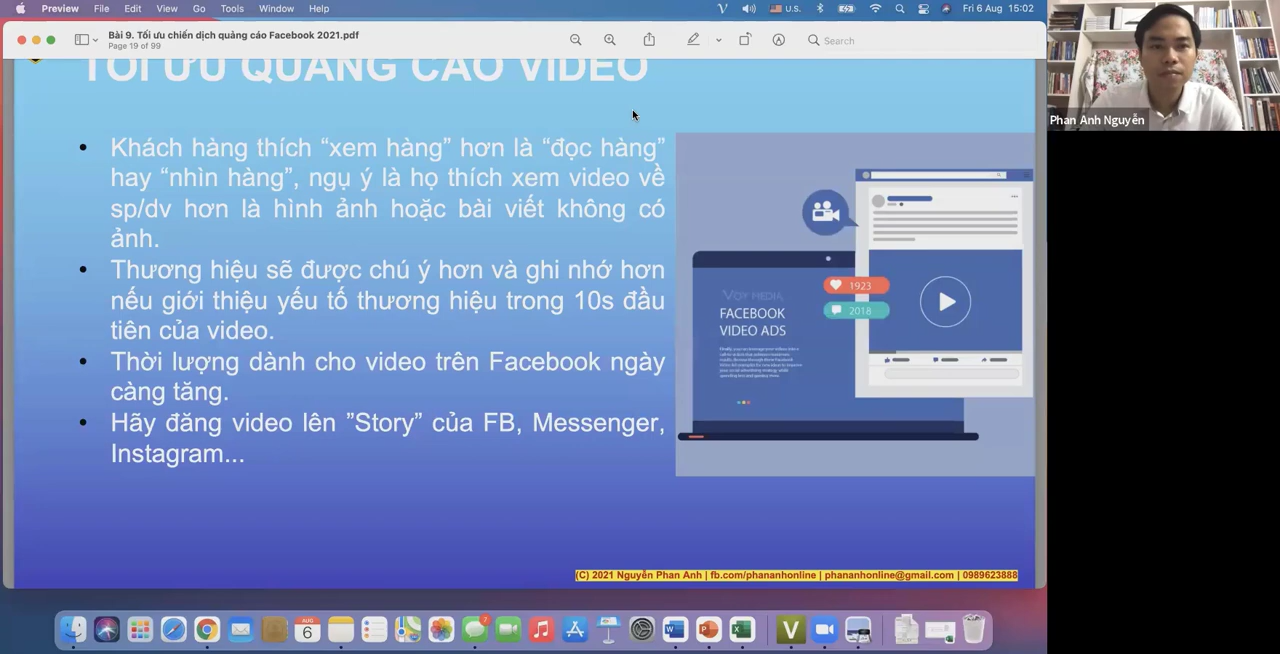 Preview File Edit View Go Tools Window Help
U.S.
Fri 6 Aug 15:02
Bài 9. Tối ưu chiến dịch quảng cáo Facebook 2021.pdf
Page 19 of 99
Search
TỐI ƯU QUẢNG CÁO VIDEO
• Khách hàng thích “xem hàng” hơn là “đọc hàng”
hay “nhìn hàng”, ngụ ý là họ thích xem video về
sp/dv hơn là hình ảnh hoặc bài viết không có
ảnh.
• Thương hiệu sẽ được chú ý hơn và ghi nhớ hơn
nếu giới thiệu yếu tố thương hiệu trong 10s đầu
tiên của video.
• Thời lượng dành cho video trên Facebook ngày
càng tăng.
• Hãy đăng video lên ”Story” của FB, Messenger,
Instagram...
VOY MEDIA
FACEBOOK
VIDEO ADS
1923
2018
(C) 2021 Nguyễn Phan Anh | fb.com/phananhonline | phananhonline@gmail.com | 0989623888
Phan Anh Nguyễn
AUG
6
2